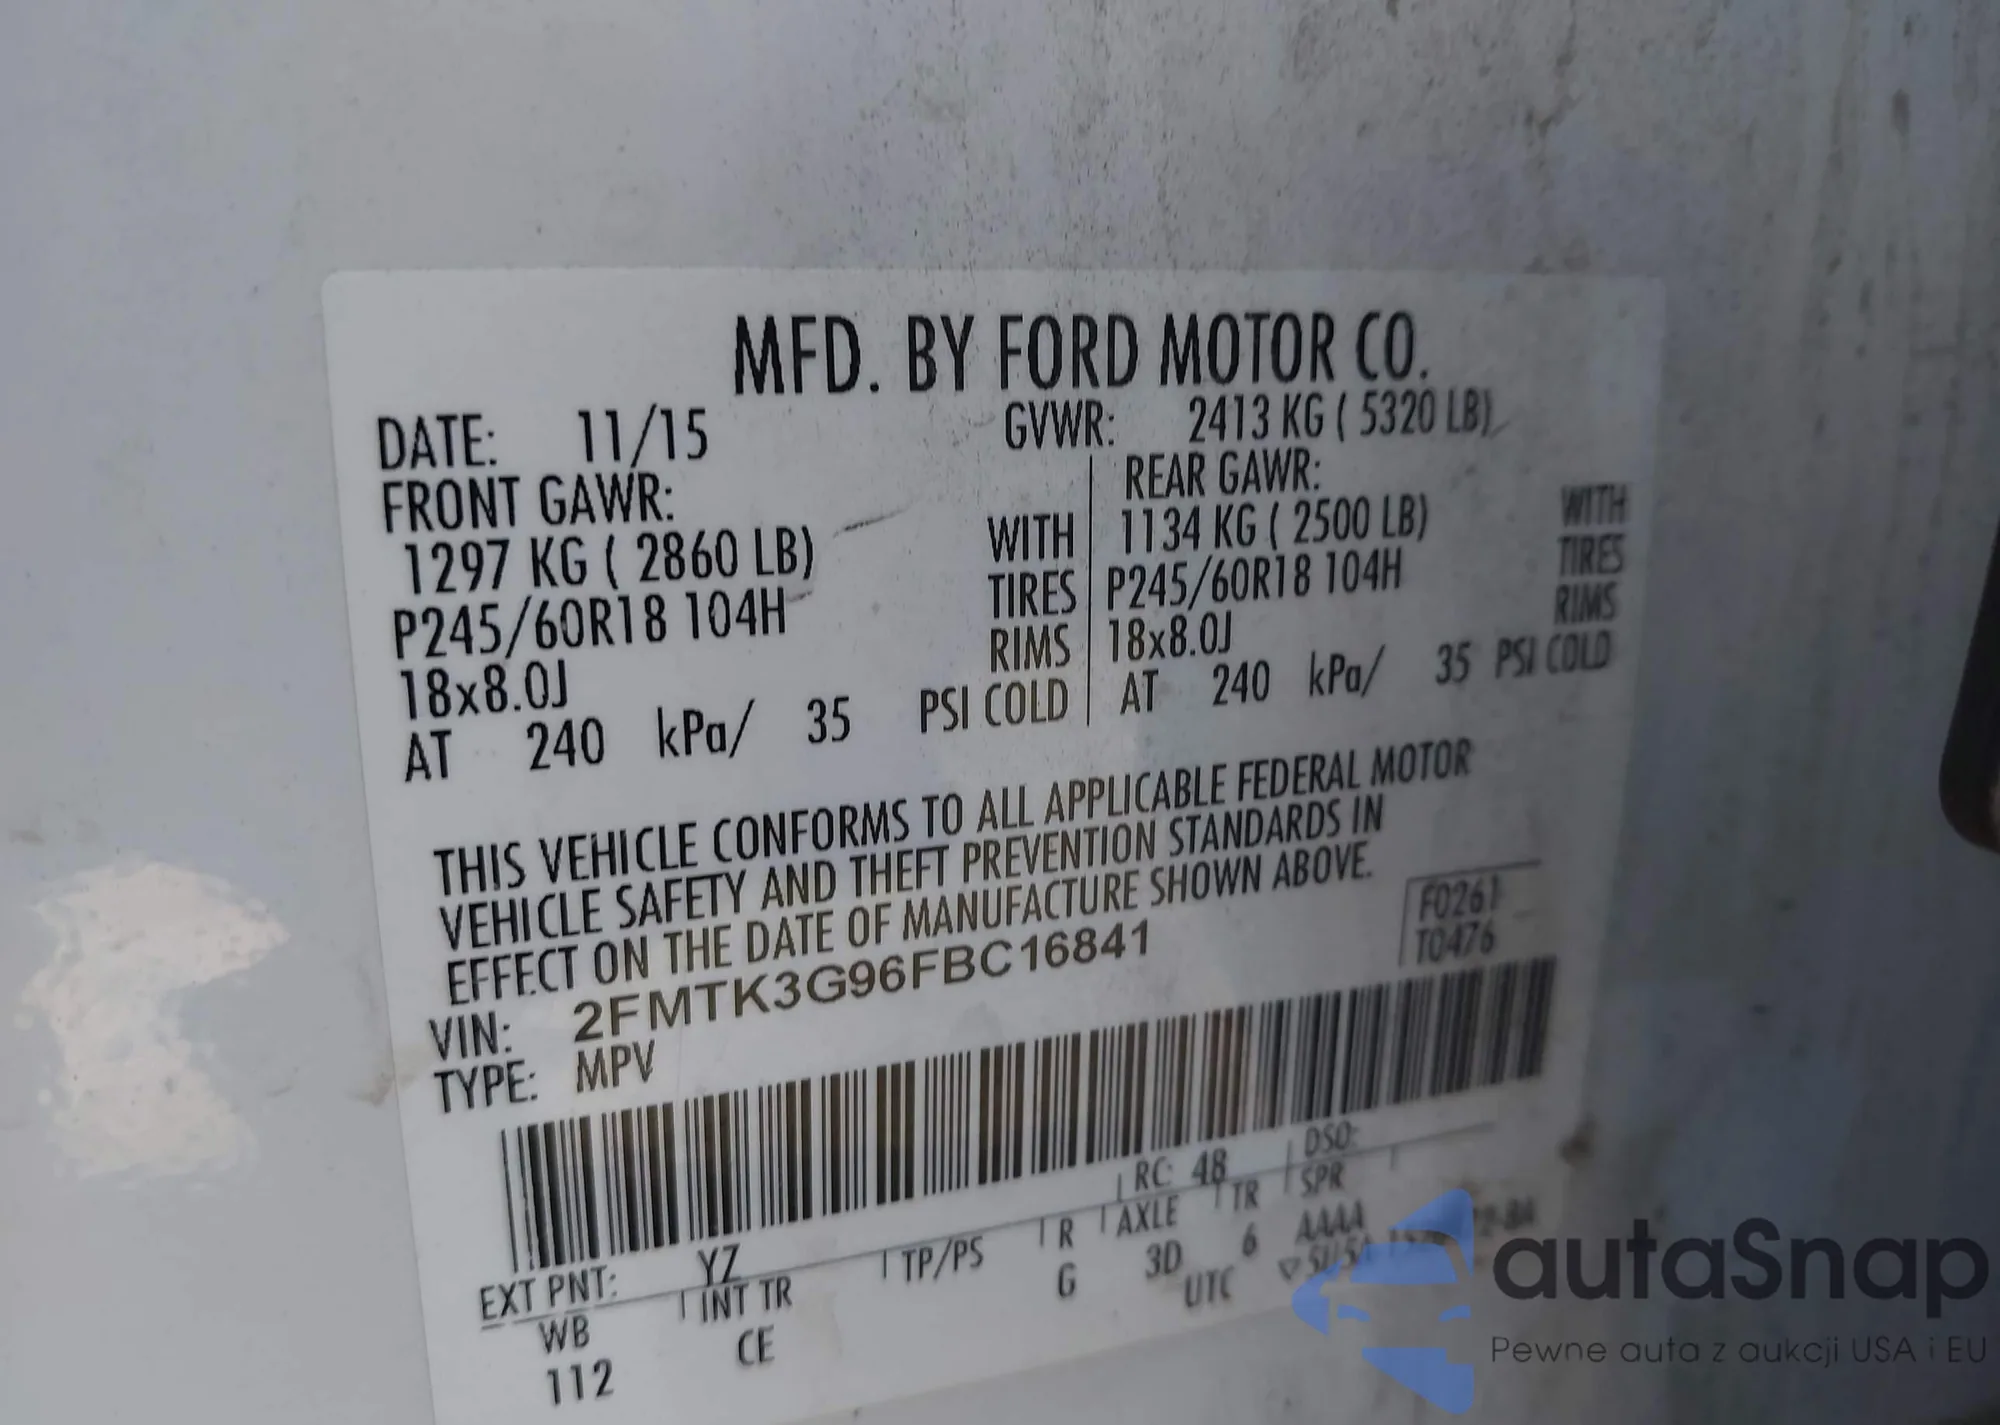 MFD. BY FORD MOTOR CO.
DATE: 11/15 GVWR: 2413 KG ( 5320 LB)
FRONT GAWR: REAR GAWR:
1297 KG ( 2860 LB) WITH 1134 KG ( 2500 LB) WITH
P245/60R18 104H TIRES P245/60R18 104H TIRES
18x8.0J RIMS 18x8.0J RIMS
AT 240 kPa/ 35 PSI COLD AT 240 kPa/ 35 PSI COLD
THIS VEHICLE CONFORMS TO ALL APPLICABLE FEDERAL MOTOR
VEHICLE SAFETY AND THEFT PREVENTION STANDARDS IN
EFFECT ON THE DATE OF MANUFACTURE SHOWN ABOVE.
F0261
T0476
VIN: 2FMTK3G96FBC16841
TYPE: MPV
EXT PNT: YZ RC: 48 DSO:
WB INT TR TP/PS R AXLE TR SPR
112 CE G 3D 6 AAAA
UTC
autaSnap
Pewne auta z aukcji USA i EU